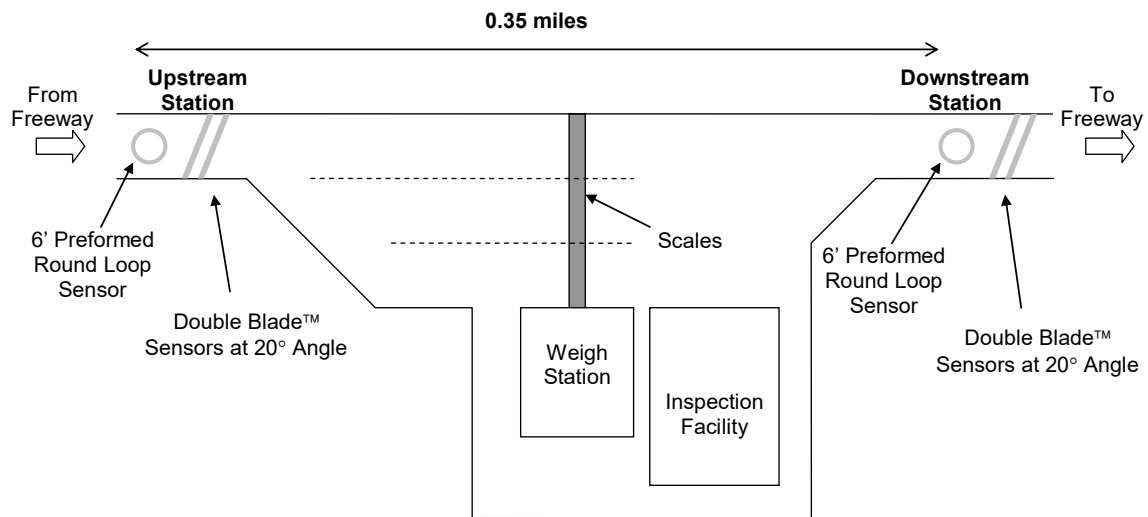 0.35 miles
Upstream
Station
Downstream
Station
From
Freeway
To
Freeway
6’ Preformed
Round Loop
Sensor
Double Blade™
Sensors at 20° Angle
Scales
6’ Preformed
Round Loop
Sensor
Double Blade™
Sensors at 20° Angle
Weigh
Station
Inspection
Facility